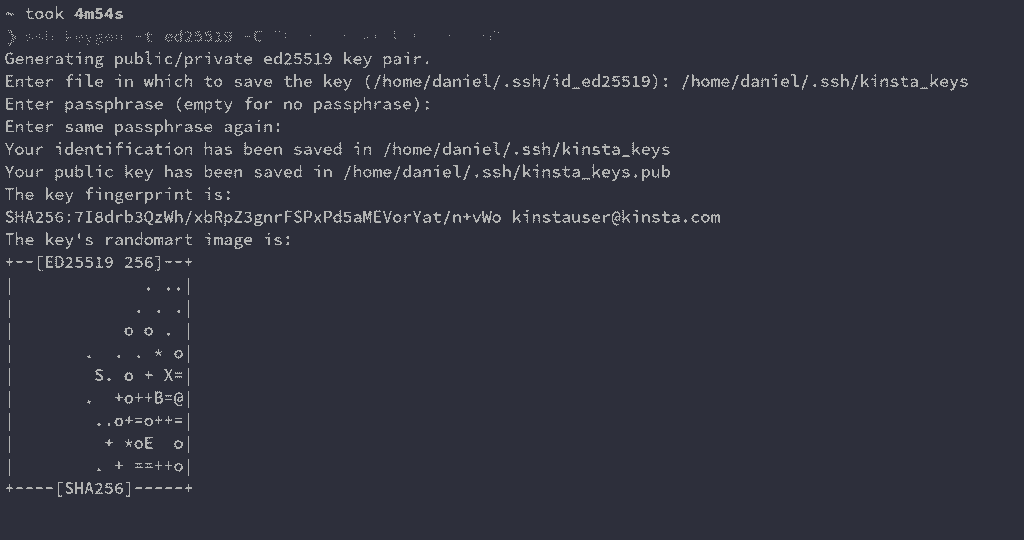 ~ took 4m54s
❯ ssh-keygen -t ed25519 -C
Generating public/private ed25519 key pair.
Enter file in which to save the key (/home/daniel/.ssh/id_ed25519): /home/daniel/.ssh/kinsta_keys
Enter passphrase (empty for no passphrase):
Enter same passphrase again:
Your identification has been saved in /home/daniel/.ssh/kinsta_keys
Your public key has been saved in /home/daniel/.ssh/kinsta_keys.pub
The key fingerprint is:
SHA256:7I8drb3QzWh/xbRpZ3gnrFSPxPd5aMEVorYat/n+vWo kinstauser@kinsta.com
The key's randomart image is:
+--[ED25519 256]--+
|             . ..|
|            . . .|
|           o o . |
|       .  . . * o|
|        S. o + X=|
|       .  +o++B=@|
|        ..o+=o++=|
|         + *oE  o|
|        . + ==++o|
+----[SHA256]-----+